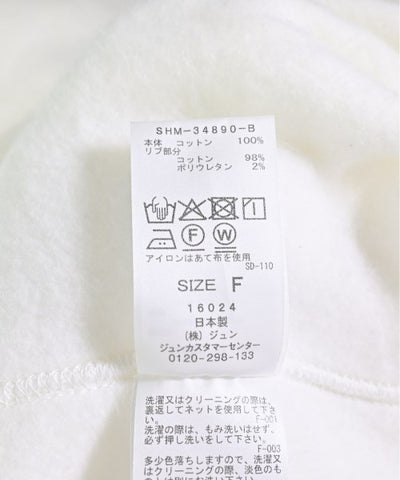 SHM-34890-B
本体 コットン 100%
リブ部分
コットン 98%
ポリウレタン 2%
F W
アイロンはあて布を使用
SD-110
SIZE F
16024
日本製
(株) ジュン
ジュンカスタマーセンター
0120-298-133
洗濯又はクリーニングの際は、
裏返してネットを使用して下さ
い。 F-001
洗濯の際は、もみ洗いはせず、
必ず押し洗いをして下さい。
F-003
多少色落ちしますので、洗濯又
はクリーニングの際、淡色のも